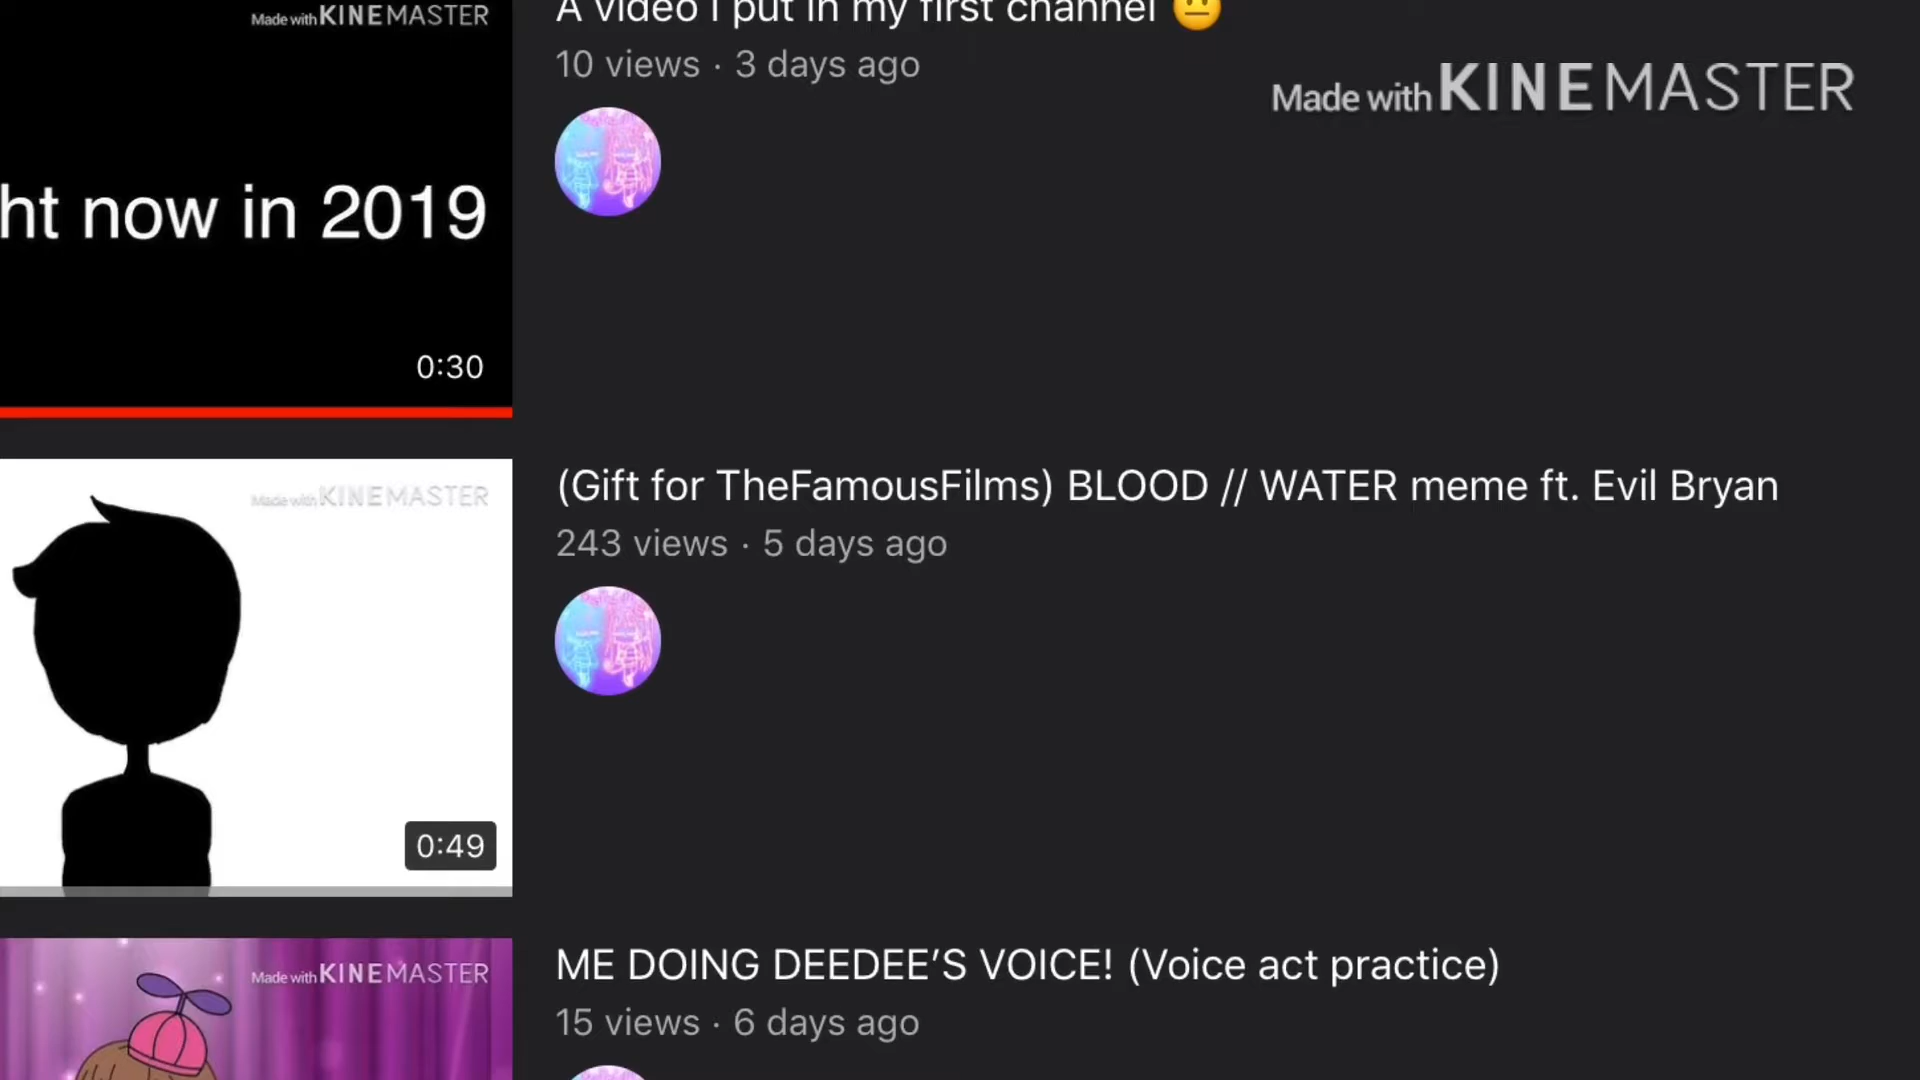 Made with KINEMASTER
A video I put in my first channel 😐
10 views · 3 days ago
Made with KINEMASTER
ht now in 2019
0:30
(Gift for TheFamousFilms) BLOOD // WATER meme ft. Evil Bryan
Made with KINEMASTER
243 views · 5 days ago
0:49
ME DOING DEEDEE’S VOICE! (Voice act practice)
Made with KINEMASTER
15 views · 6 days ago